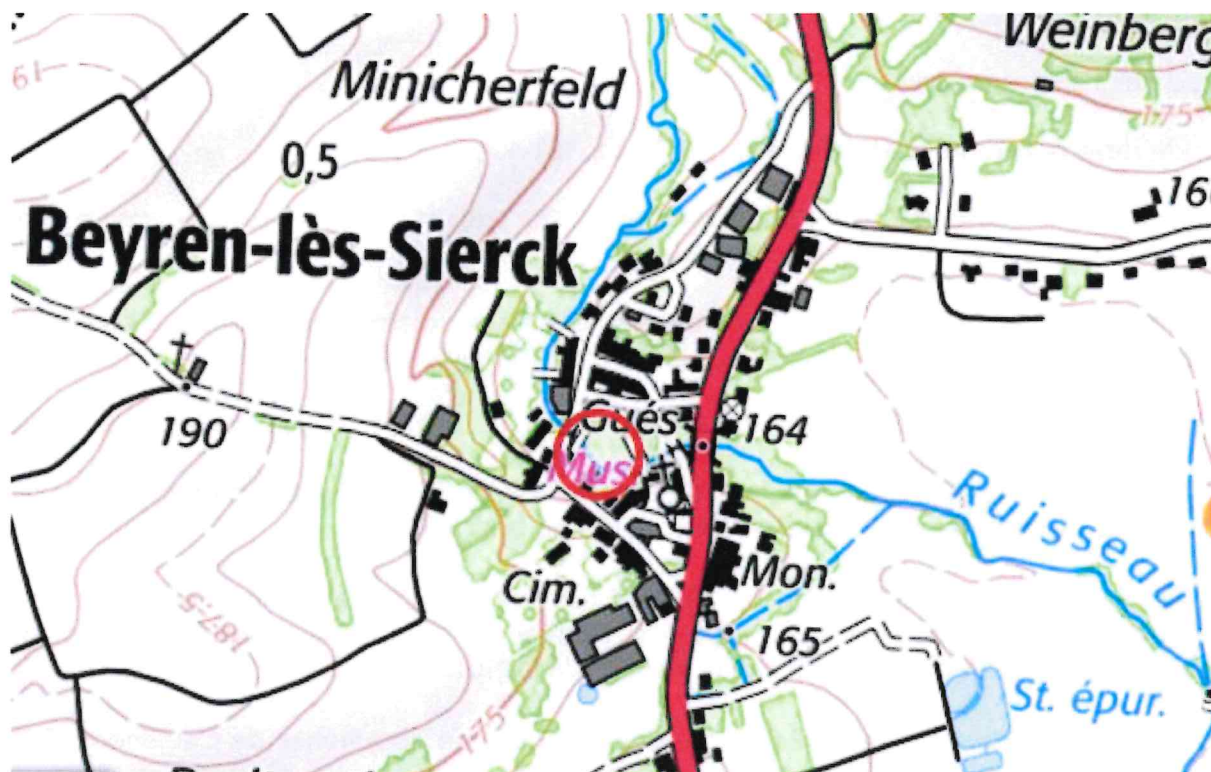 Weinberg
Minicherfeld
175
0,5
Beyren-lès-Sierck
190
Gués
164
Mus
Ruisseau
Cim.
Mon.
187.5
165
St. épur.
175